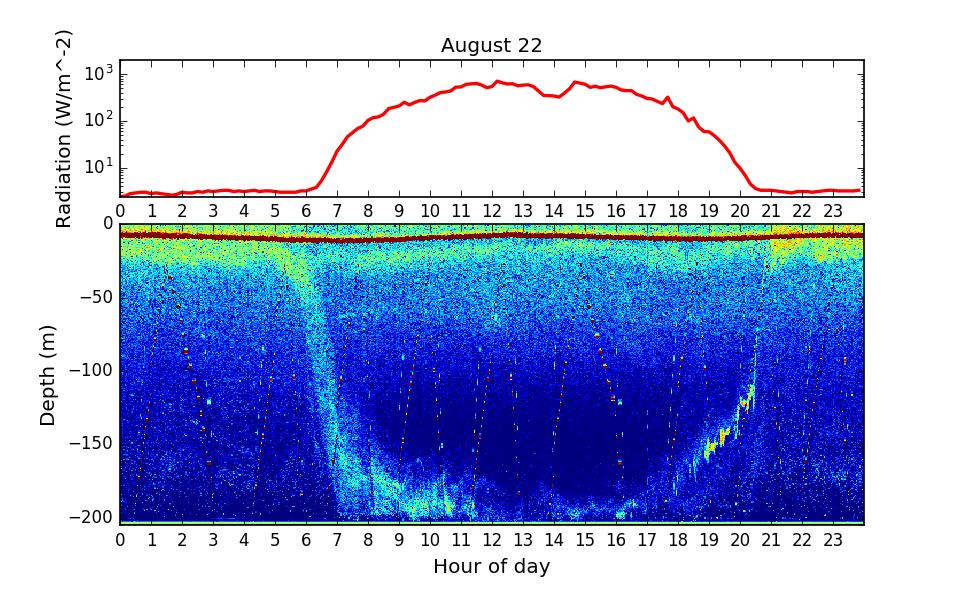 August 22
Radiation (W/m^-2)
10³
10²
10¹
0 1 2 3 4 5 6 7 8 9 10 11 12 13 14 15 16 17 18 19 20 21 22 23
Depth (m)
0
−50
−100
−150
−200
0 1 2 3 4 5 6 7 8 9 10 11 12 13 14 15 16 17 18 19 20 21 22 23
Hour of day